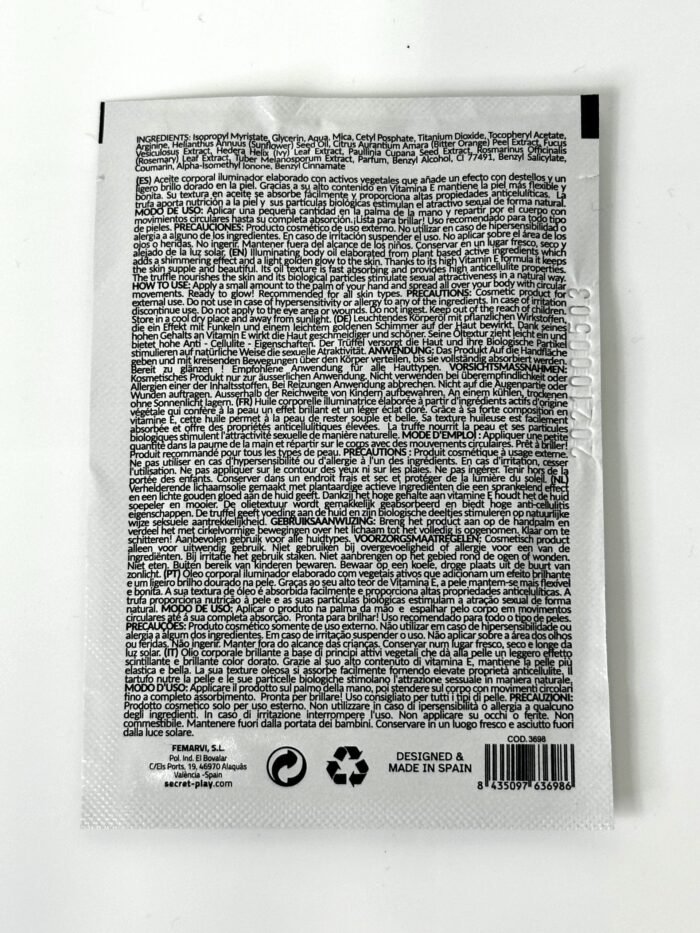 INGREDIENTS: Isopropyl Myristate, Glycerin, Aqua, Mica, Cetyl Posphate, Titanium Dioxide, Tocopheryl Acetate,
Arginine, Helianthus Annuus (Sunflower) Seed Oil, Citrus Aurantium Amara (Bitter Orange) Peel Extract, Fucus
Vesiculosus Extract, Hedera Helix (Ivy) Leaf Extract, Paullinia Cupana Seed Extract, Rosmarinus Officinalis
(Rosemary) Leaf Extract, Tuber Melanosporum Extract, Parfum, Benzyl Alcohol, CI 77491, Benzyl Salicylate,
Coumarin, Alpha-Isomethyl Ionone, Benzyl Cinnamate
(ES) Aceite corporal iluminador elaborado con activos vegetales que añade un efecto con destellos y un
ligero brillo dorado en la piel. Gracias a su alto contenido en Vitamina E mantiene la piel más flexible y
bonita. Su textura en aceite se absorbe fácilmente y proporciona altas propiedades anticelulíticas. La
trufa aporta nutrición a la piel y sus partículas biológicas estimulan el atractivo sexual de forma natural.
MODO DE USO: Aplicar una pequeña cantidad en la palma de la mano y repartir por el cuerpo con
movimientos circulares hasta su completa absorción. ¡Lista para brillar! Uso recomendado para todo tipo
de pieles. PRECAUCIONES: Producto cosmético de uso externo. No utilizar en caso de hipersensibilidad o
alergia a alguno de los ingredientes. En caso de irritación suspender el uso. No aplicar sobre el área de los
ojos o heridas. No ingerir. Mantener fuera del alcance de los niños. Conservar en un lugar fresco, seco y
alejado de la luz solar. (EN) Illuminating body oil elaborated from plant based active ingredients which
adds a shimmering effect and a light golden glow to the skin. Thanks to its high Vitamin E formula it keeps
the skin supple and beautiful. Its oil texture is fast absorbing and provides high anticellulite properties.
The truffle nourishes the skin and its biological particles stimulate sexual attractiveness in a natural way.
HOW TO USE: Apply a small amount to the palm of your hand and spread all over your body with circular
movements. Ready to glow! Recommended for all skin types. PRECAUTIONS: Cosmetic product for
external use. Do not use in case of hypersensitivity or allergy to any of the ingredients. In case of irritation
discontinue use. Do not apply to the eye area or wounds. Do not ingest. Keep out of the reach of children.
Store in a cool dry place and away from sunlight. (DE) Leuchtendes Körperöl mit pflanzlichen Wirkstoffen,
die ein Effekt mit Funkeln und einem leichtem goldenen Schimmer auf der Haut bewirkt. Dank seines
hohen Gehalts an Vitamin E wirkt die Haut geschmeidiger und schöner. Seine Öltextur zieht leicht ein und
bietet hohe Anti - Cellulite - Eigenschaften. Der Trüffel versorgt die Haut und ihre Biologische Partikel
stimulieren auf natürliche Weise die sexuelle Atraktivität. ANWENDUNG: Das Produkt Auf die Handfläche
geben und mit kreisenden Bewegungen über den Körper verteilen, bis sie vollständig absorbiert werden.
Bereit zu glänzen ! Empfohlene Anwendung für alle Hauttypen. VORSICHTSMASSNAHMEN:
Kosmetisches Produkt nur zur äusserlichen Anwendung. Nicht verwenden bei überempfindlichkeit oder
Allergien einer der Inhaltsstoffen. Bei Reizungen Anwendung abbrechen. Nicht auf die Augenpartie oder
Wunden auftragen. Ausserhalb der Reichweite von Kindern aufbewahren, An einem kühlen, trockenen
ohne Sonnenlicht lagern. (FR) Huile corporelle illuminatrice élaborée à partir d'ingrédients actifs d'origine
végétale qui confère à la peau un effet brillant et un léger éclat doré. Grâce à sa forte composition en
vitamine E, cette huile permet à la peau de rester souple et belle. Sa texture huileuse est facilement
absorbée et offre des propriétés anticellulitiques élevées. La truffe nourrit la peau et ses particules
biologiques stimulent l'attractivité sexuelle de manière naturelle. MODE D'EMPLOI : Appliquer une petite
quantité dans la paume de la main et répartir sur le corps avec des mouvements circulaires. Prêt à briller!
Produit recommandé pour tous les types de peau. PRÉCAUTIONS : Produit cosmétique à usage externe.
Ne pas utiliser en cas d'hypersensibilité ou d'allergie à l'un des ingrédients. En cas d'irritation, cesser
l'utilisation. Ne pas appliquer sur le contour des yeux ni sur les plaies. Ne pas ingérer. Tenir hors de la
portée des enfants. Conserver dans un endroit frais et sec et protéger de la lumière du soleil. (NL)
Verhelderende lichaamsolie gemaakt met plantaardige actieve ingrediënten die een sprankelend effect
en een lichte gouden gloed aan de huid geeft. Dankzij het hoge gehalte aan vitamine E houdt het de huid
soepeler en mooier. De olietextuur wordt gemakkelijk geabsorbeerd en biedt hoge anti-cellulitis
eigenschappen. De truffel geeft voeding aan de huid en zijn biologische deeltjes stimuleren op natuurlijke
wijze seksuele aantrekkelijkheid. GEBRUIKSAANWIJZING: Breng het product aan op de handpalm en
verdeel het met cirkelvormige bewegingen over het lichaam tot het volledig is opgenomen. Klaar om te
schitteren! Aanbevolen gebruik voor alle huidtypes. VOORZORGSMAATREGELEN: Cosmetisch product
alleen voor uitwendig gebruik. Niet gebruiken bij overgevoeligheid of allergie voor een van de
ingrediënten. Bij irritatie het gebruik staken. Niet aanbrengen op het gebied rond de ogen of wonden.
Niet eten. Buiten bereik van kinderen bewaren. Bewaar op een koele, droge plaats uit de buurt van
zonlicht. (PT) Óleo corporal iluminador elaborado com vegetais ativos que adicionam um efeito brilhante
e um ligeiro brilho dourado na pele. Graças ao seu alto teor de Vitamina E, a pele mantem-se mais flexível
e bonita. A sua textura de óleo é absorbida facilmente e proporciona altas propriedades anticelulíticas. A
trufa proporciona nutrição à pele e as suas partículas biológicas estimulam a atração sexual de forma
natural. MODO DE USO: Aplicar o produto na palma da mão e espalhar pelo corpo em movimentos
circulares até á sua completa absorção. Pronta para brilhar! Uso recomendado para todo o tipo de peles.
PRECAUÇÕES: Produto cosmético somente de uso externo. Não utilizar em caso de hipersensibilidade ou
alergia a algum dos ingredientes. Em caso de irritação suspender o uso. Não aplicar sobre a área dos olhos
ou feridas. Não ingerir. Manter fora do alcance das crianças. Conservar num lugar fresco, seco e longe da
luz solar. (IT) Olio corporale brillante a base di principi attivi vegetali che dà alla pelle un leggero effetto
scintillante e brillante color dorato. Grazie al suo alto contenuto di vitamina E, mantiene la pelle più
elastica e bella. La sua texture oleosa si assorbe facilmente fornendo elevate proprietà anticellulite, il
tartufo nutre la pelle e le sue particelle biologiche stimolano l'attrazione sessuale in maniera naturale.
MODO D'USO: Applicare il prodotto sul palmo della mano, poi stendere sul corpo con movimenti circolari
fino a completo assorbimento. Pronta per brillare! Uso consigliato per tutti i tipi di pelle. PRECAUZIONI:
Prodotto cosmetico solo per uso esterno. Non utilizzare in caso di ipersensibilità o allergia a qualcuno
degli ingredienti. In caso di irritazione interrompere l'uso. Non applicare su occhi o ferite. Non
commestibile. Mantenere fuori dalla portata dei bambini. Conservare in un luogo fresco e asciutto fuori
dalla luce solare.
FEMARVI, S.L.
Pol. Ind. El Bovalar
C/Els Ports, 19, 46970 Alaquàs
València -Spain
secret-play.com
DESIGNED &
MADE IN SPAIN
COD. 3698
8 435097 636986
202100503